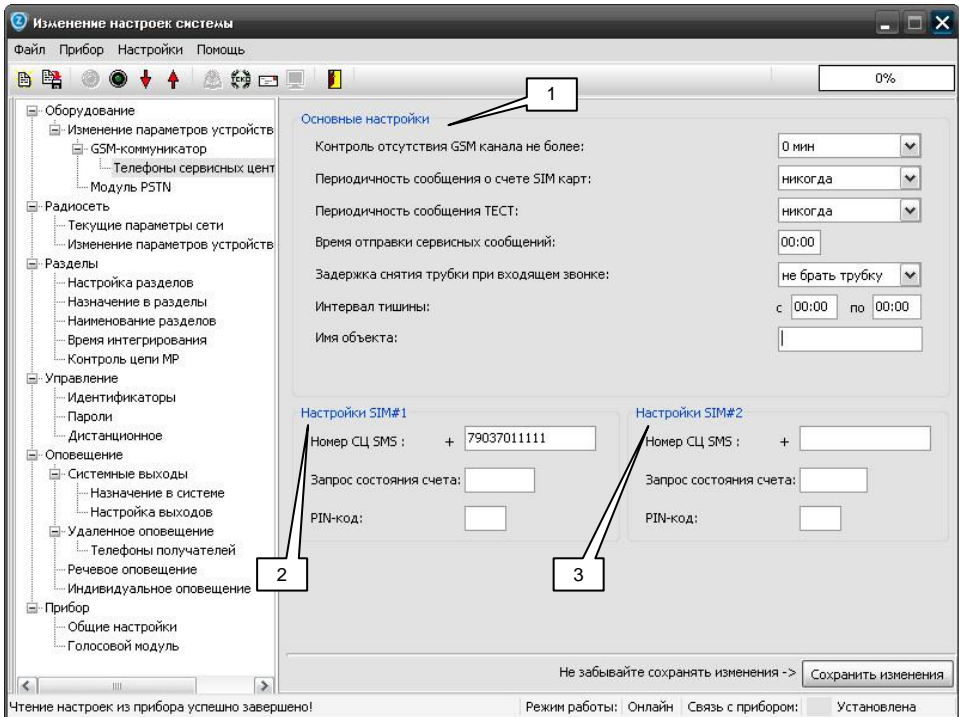 Изменение настроек системы
Файл Прибор Настройки Помощь
ТСКО
0%
Оборудование
Изменение параметров устройств
GSM-коммуникатор
Телефоны сервисных цент
Модуль PSTN
Радиосеть
Текущие параметры сети
Изменение параметров устройств
Разделы
Настройка разделов
Назначение в разделы
Наименование разделов
Время интегрирования
Контроль цепи МР
Управление
Идентификаторы
Пароли
Дистанционное
Оповещение
Системные выходы
Назначение в системе
Настройка выходов
Удаленное оповещение
Телефоны получателей
Речевое оповещение
Индивидуальное оповещение
Прибор
Общие настройки
Голосовой модуль
1
Основные настройки
Контроль отсутствия GSM канала не более: 0 мин
Периодичность сообщения о счете SIM карт: никогда
Периодичность сообщения ТЕСТ: никогда
Время отправки сервисных сообщений: 00:00
Задержка снятия трубки при входящем звонке: не брать трубку
Интервал тишины: с 00:00 по 00:00
Имя объекта:
Настройки SIM#1
Номер СЦ SMS : + 79037011111
Запрос состояния счета:
PIN-код:
2
Настройки SIM#2
Номер СЦ SMS : +
Запрос состояния счета:
PIN-код:
3
Не забывайте сохранять изменения -> Сохранить изменения
Чтение настроек из прибора успешно завершено! Режим работы: Онлайн Связь с прибором: Установлена